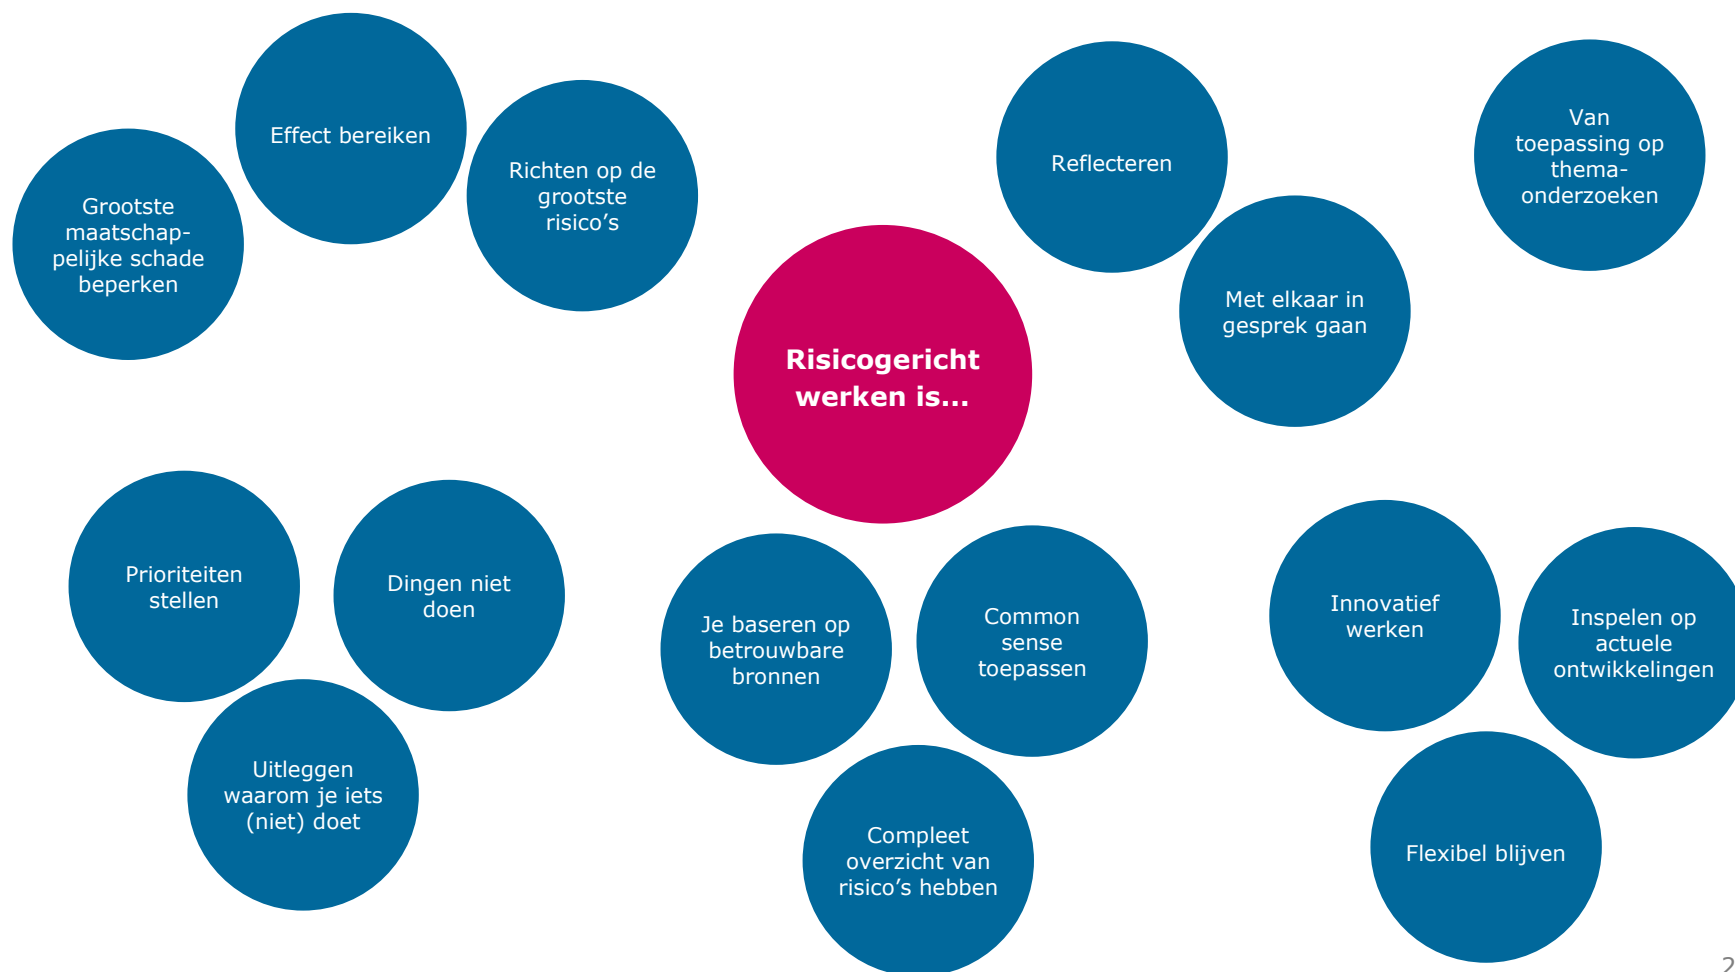 Effect bereiken
Grootste
maatschap-
pelijke schade
beperken
Richten op de
grootste
risico’s
Reflecteren
Met elkaar in
gesprek gaan
Van
toepassing op
thema-
onderzoeken
Risicogericht
werken is...
Prioriteiten
stellen
Dingen niet
doen
Uitleggen
waarom je iets
(niet) doet
Je baseren op
betrouwbare
bronnen
Common
sense
toepassen
Compleet
overzicht van
risico’s hebben
Innovatief
werken
Inspelen op
actuele
ontwikkelingen
Flexibel blijven
2